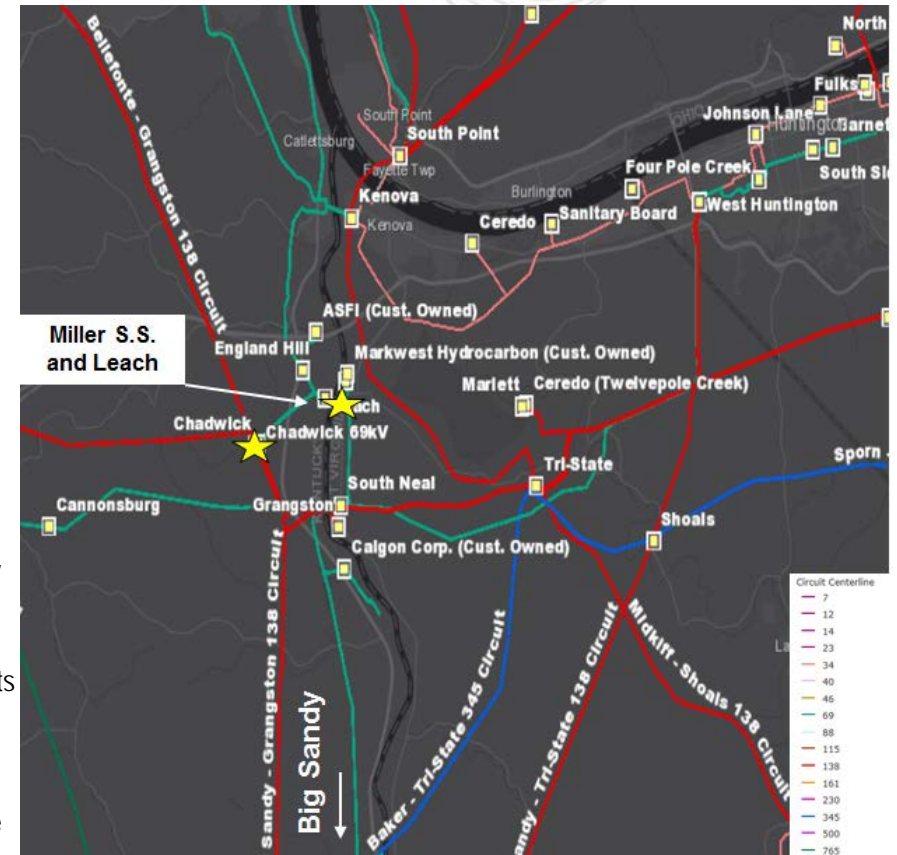 North
Bellefonte - Grangston 138 Circuit
Fulks
South Point
OHIO
Johnson Lane
Huntington
Barnet
Catlettsburg
South Point
Four Pole Creek
South Si
Fayette Twp
Burlington
Kenova
Sanitary Board
West Huntington
Kenova
Ceredo
ASFI (Cust. Owned)
Miller S.S.
and Leach
England Hill
Markwest Hydrocarbon (Cust. Owned)
Marlett
Ceredo (Twelvepole Creek)
ach
Chadwick
Chadwick 69kV
Sporn -
Tri-State
South Neal
Cannonsburg
Grangston
Shoals
Calgon Corp. (Cust. Owned)
Sandy - Grangston 138 Circuit
Big Sandy
Baker - Tri-State 345 Circuit
andy - Tri-State 138 Circuit
Midkiff - Shoals 138 Circuit
La
ts
e
Circuit Centerline
7
12
14
23
34
40
46
69
88
115
138
161
230
345
500
765